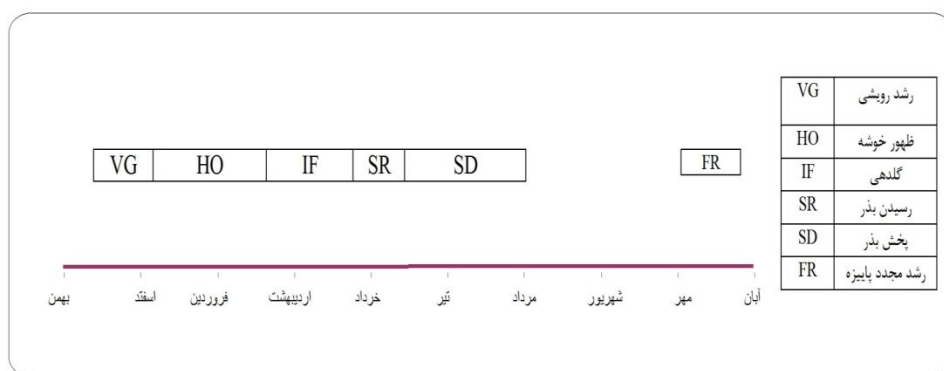 VG HO IF SR SD FR
بهمن اسفند فروردین اردیبهشت خرداد تیر مرداد شهریور مهر آبان
VG رشد رویشی
HO ظهور خوشه
IF گلدهی
SR رسیدن بذر
SD پخش بذر
FR رشد مجدد پاییزه